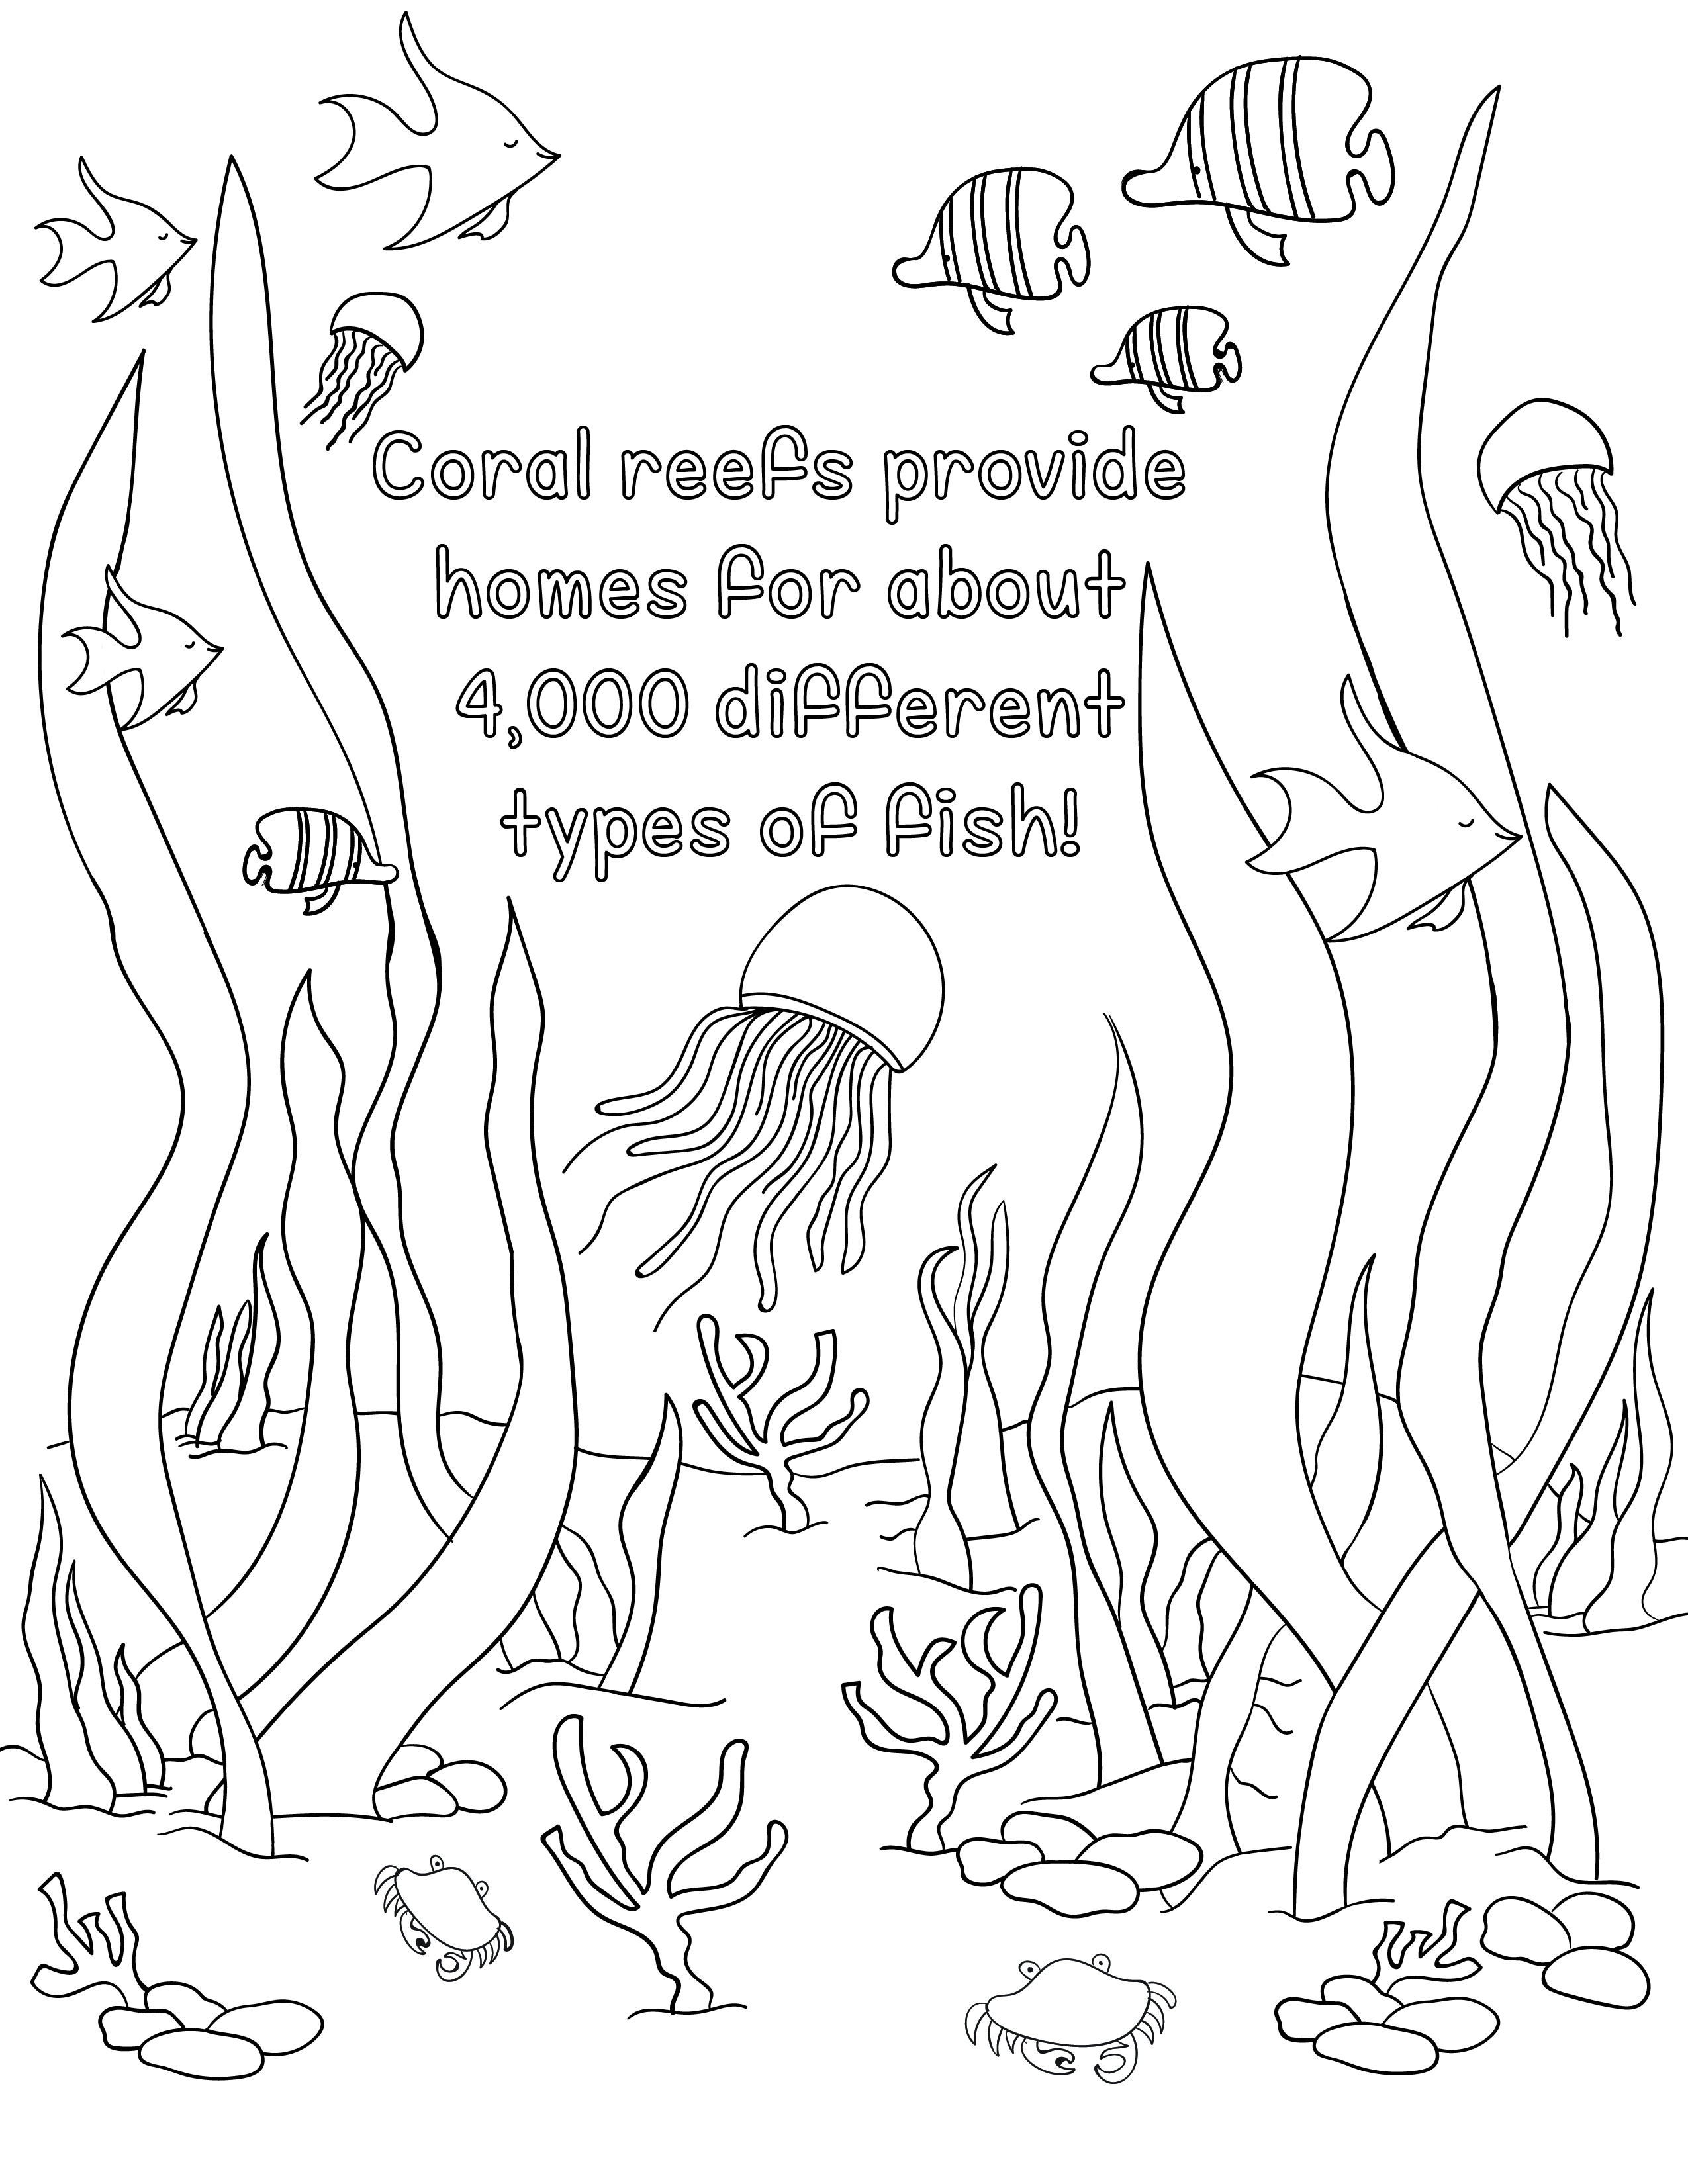 Coral reefs provide
homes for about
4,000 different
types of fish!